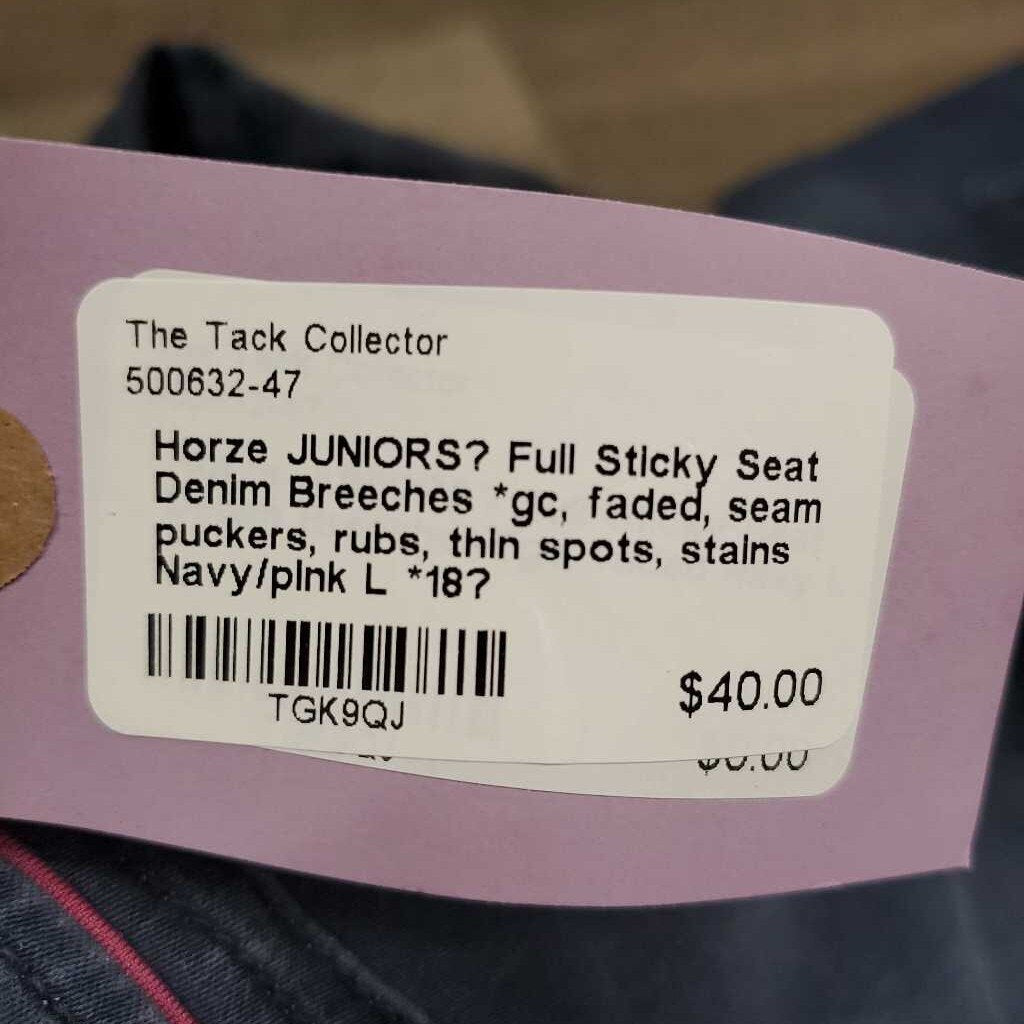 The Tack Collector
500632-47
Horze JUNIORS? Full Sticky Seat
Denim Breeches *gc, faded, seam
puckers, rubs, thin spots, stains
Navy/pink L *18?
TGK9QJ
$40.00